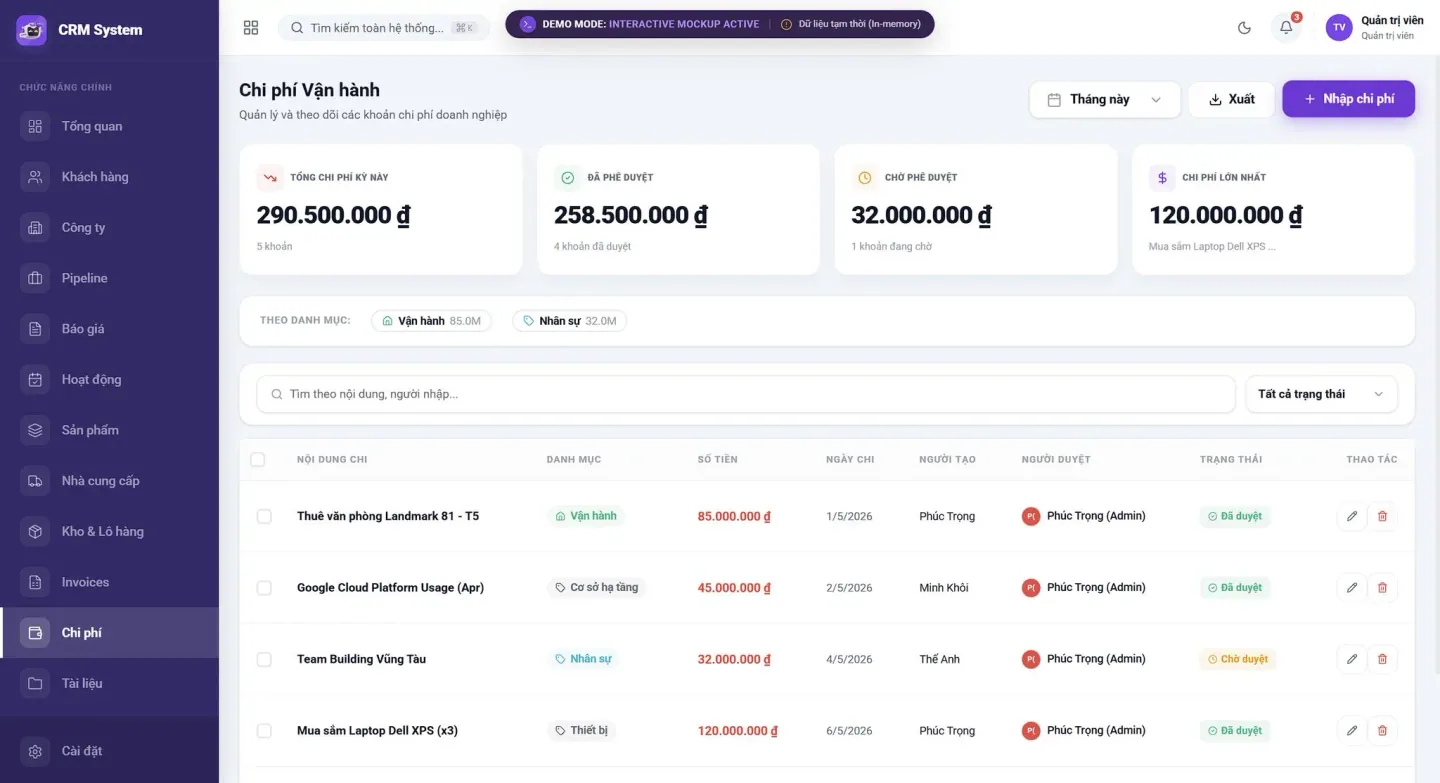 CRM System
Tìm kiếm toàn hệ thống... ⌘K
DEMO MODE: INTERACTIVE MOCKUP ACTIVE
Dữ liệu tạm thời (In-memory)
3
TV
Quản trị viên
Quản trị viên
CHỨC NĂNG CHÍNH
Tổng quan
Khách hàng
Công ty
Pipeline
Báo giá
Hoạt động
Sản phẩm
Nhà cung cấp
Kho & Lô hàng
Invoices
Chi phí
Tài liệu
Cài đặt
Chi phí Vận hành
Quản lý và theo dõi các khoản chi phí doanh nghiệp
Tháng này
Xuất
+ Nhập chi phí
TỔNG CHI PHÍ KỲ NÀY
290.500.000 ₫
5 khoản
ĐÃ PHÊ DUYỆT
258.500.000 ₫
4 khoản đã duyệt
CHỜ PHÊ DUYỆT
32.000.000 ₫
1 khoản đang chờ
$ CHI PHÍ LỚN NHẤT
120.000.000 ₫
Mua sắm Laptop Dell XPS ...
THEO DANH MỤC: Vận hành 85.0M Nhân sự 32.0M
Tìm theo nội dung, người nhập...
Tất cả trạng thái
NỘI DUNG CHI DANH MỤC SỐ TIỀN NGÀY CHI NGƯỜI TẠO NGƯỜI DUYỆT TRẠNG THÁI THAO TÁC
Thuê văn phòng Landmark 81 - T5 Vận hành 85.000.000 ₫ 1/5/2026 Phúc Trọng P( Phúc Trọng (Admin) Đã duyệt
Google Cloud Platform Usage (Apr) Cơ sở hạ tầng 45.000.000 ₫ 2/5/2026 Minh Khôi P( Phúc Trọng (Admin) Đã duyệt
Team Building Vũng Tàu Nhân sự 32.000.000 ₫ 4/5/2026 Thế Anh P( Phúc Trọng (Admin) Chờ duyệt
Mua sắm Laptop Dell XPS (x3) Thiết bị 120.000.000 ₫ 6/5/2026 Phúc Trọng P( Phúc Trọng (Admin) Đã duyệt